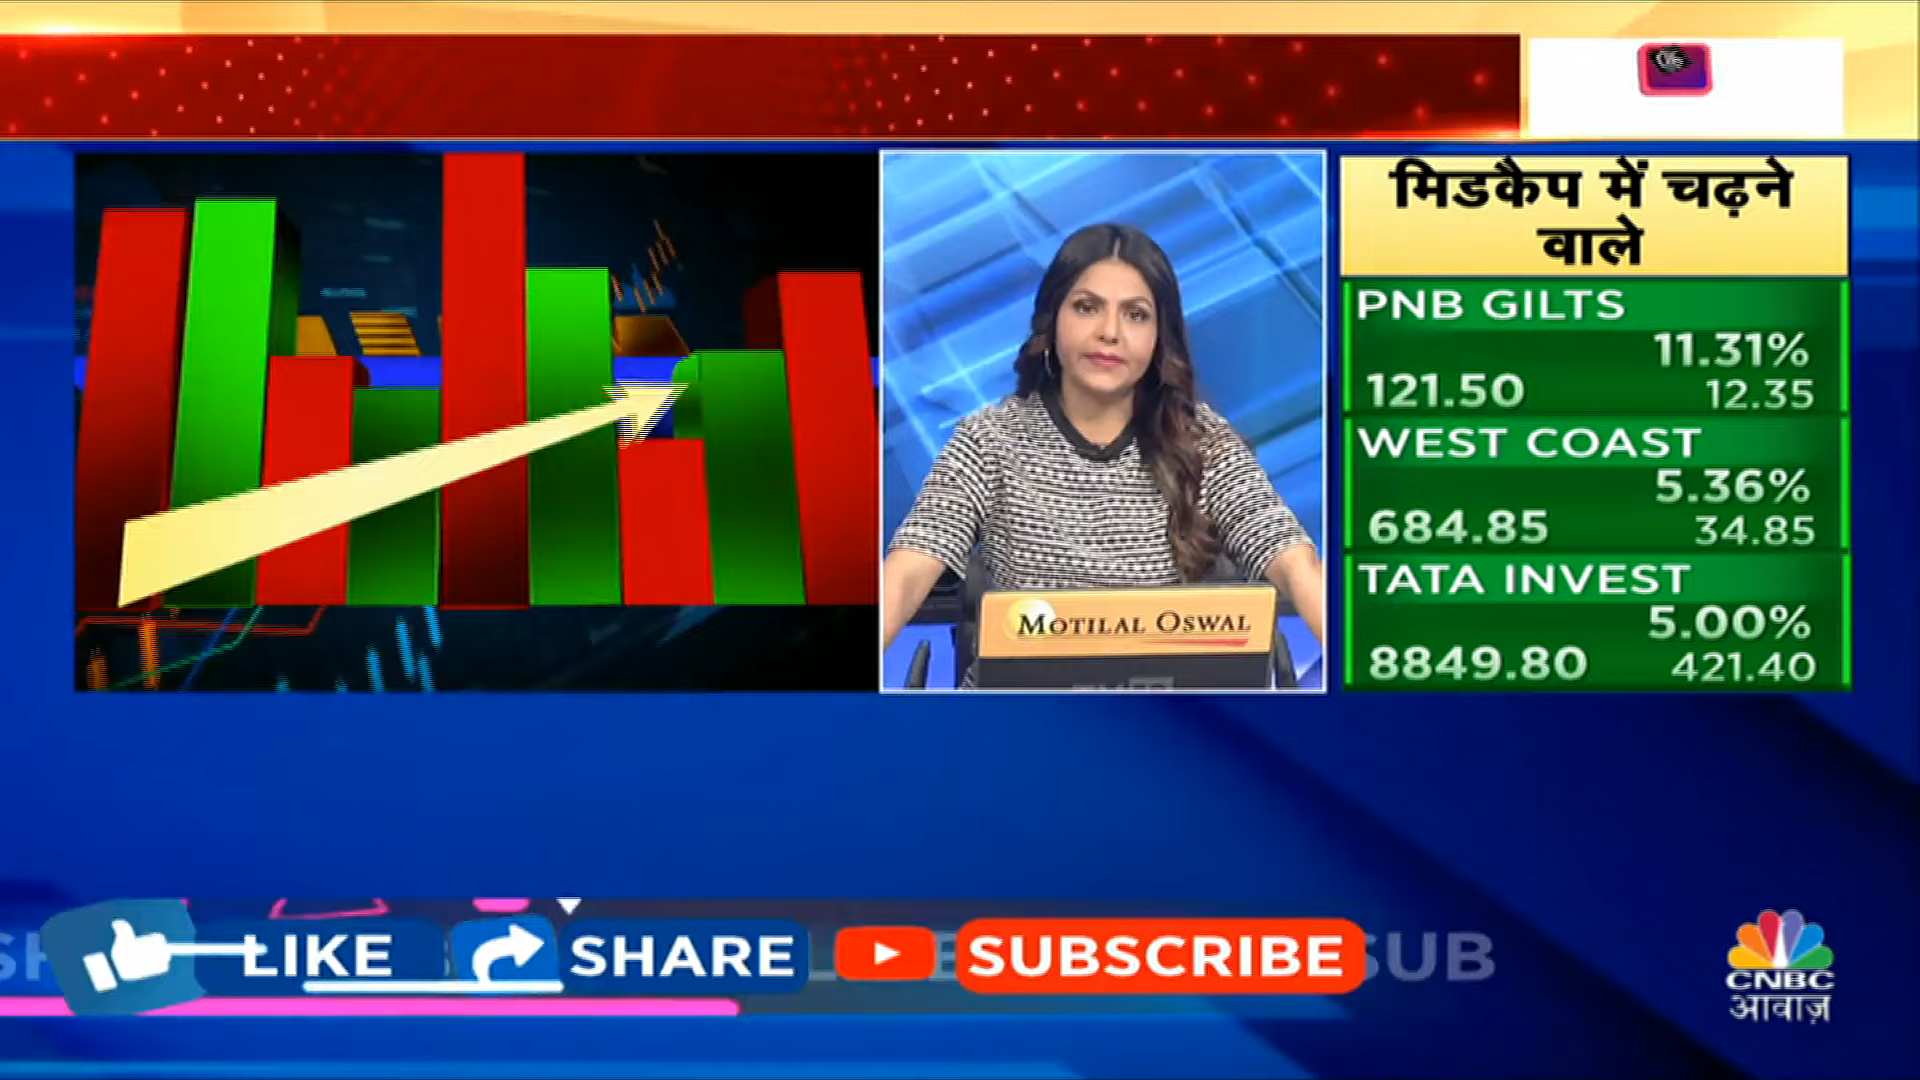 मिडकैप में चढ़ने
वाले
PNB GILTS
11.31%
121.50
12.35
WEST COAST
5.36%
684.85
34.85
TATA INVEST
5.00%
8849.80
421.40
MOTILAL OSWAL
LIKE
SHARE
SUBSCRIBE
SUB
CNBC
आवाज़